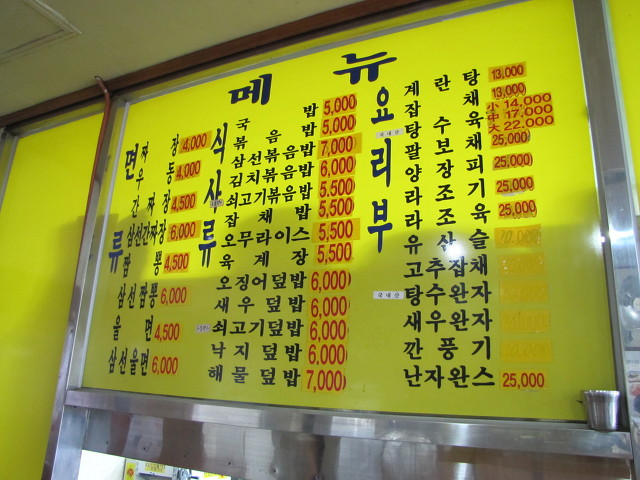 메뉴
면류
짜장 4,000
우동 4,000
간짜장 4,500
삼선간짜장 6,000
짬뽕 4,500
삼선짬뽕 6,000
울면 4,500
삼선울면 6,000
식사류
국밥 5,000
볶음밥 5,000
삼선볶음밥 7,000
김치볶음밥 6,000
쇠고기볶음밥 5,500
잡채밥 5,500
오무라이스 5,500
육계장 5,500
오징어덮밥 6,000
새우덮밥 6,000
쇠고기덮밥 6,000
낙지덮밥 6,000
해물덮밥 7,000
요리부
계란탕 13,000
잡채 13,000
국내산
탕수육 小 14,000
中 17,000
大 22,000
팔보채 25,000
양장피 25,000
라조기 25,000
라조육 25,000
유산슬
고추잡채
국내산
탕수완자
새우완자
깐풍기
난자완스 25,000